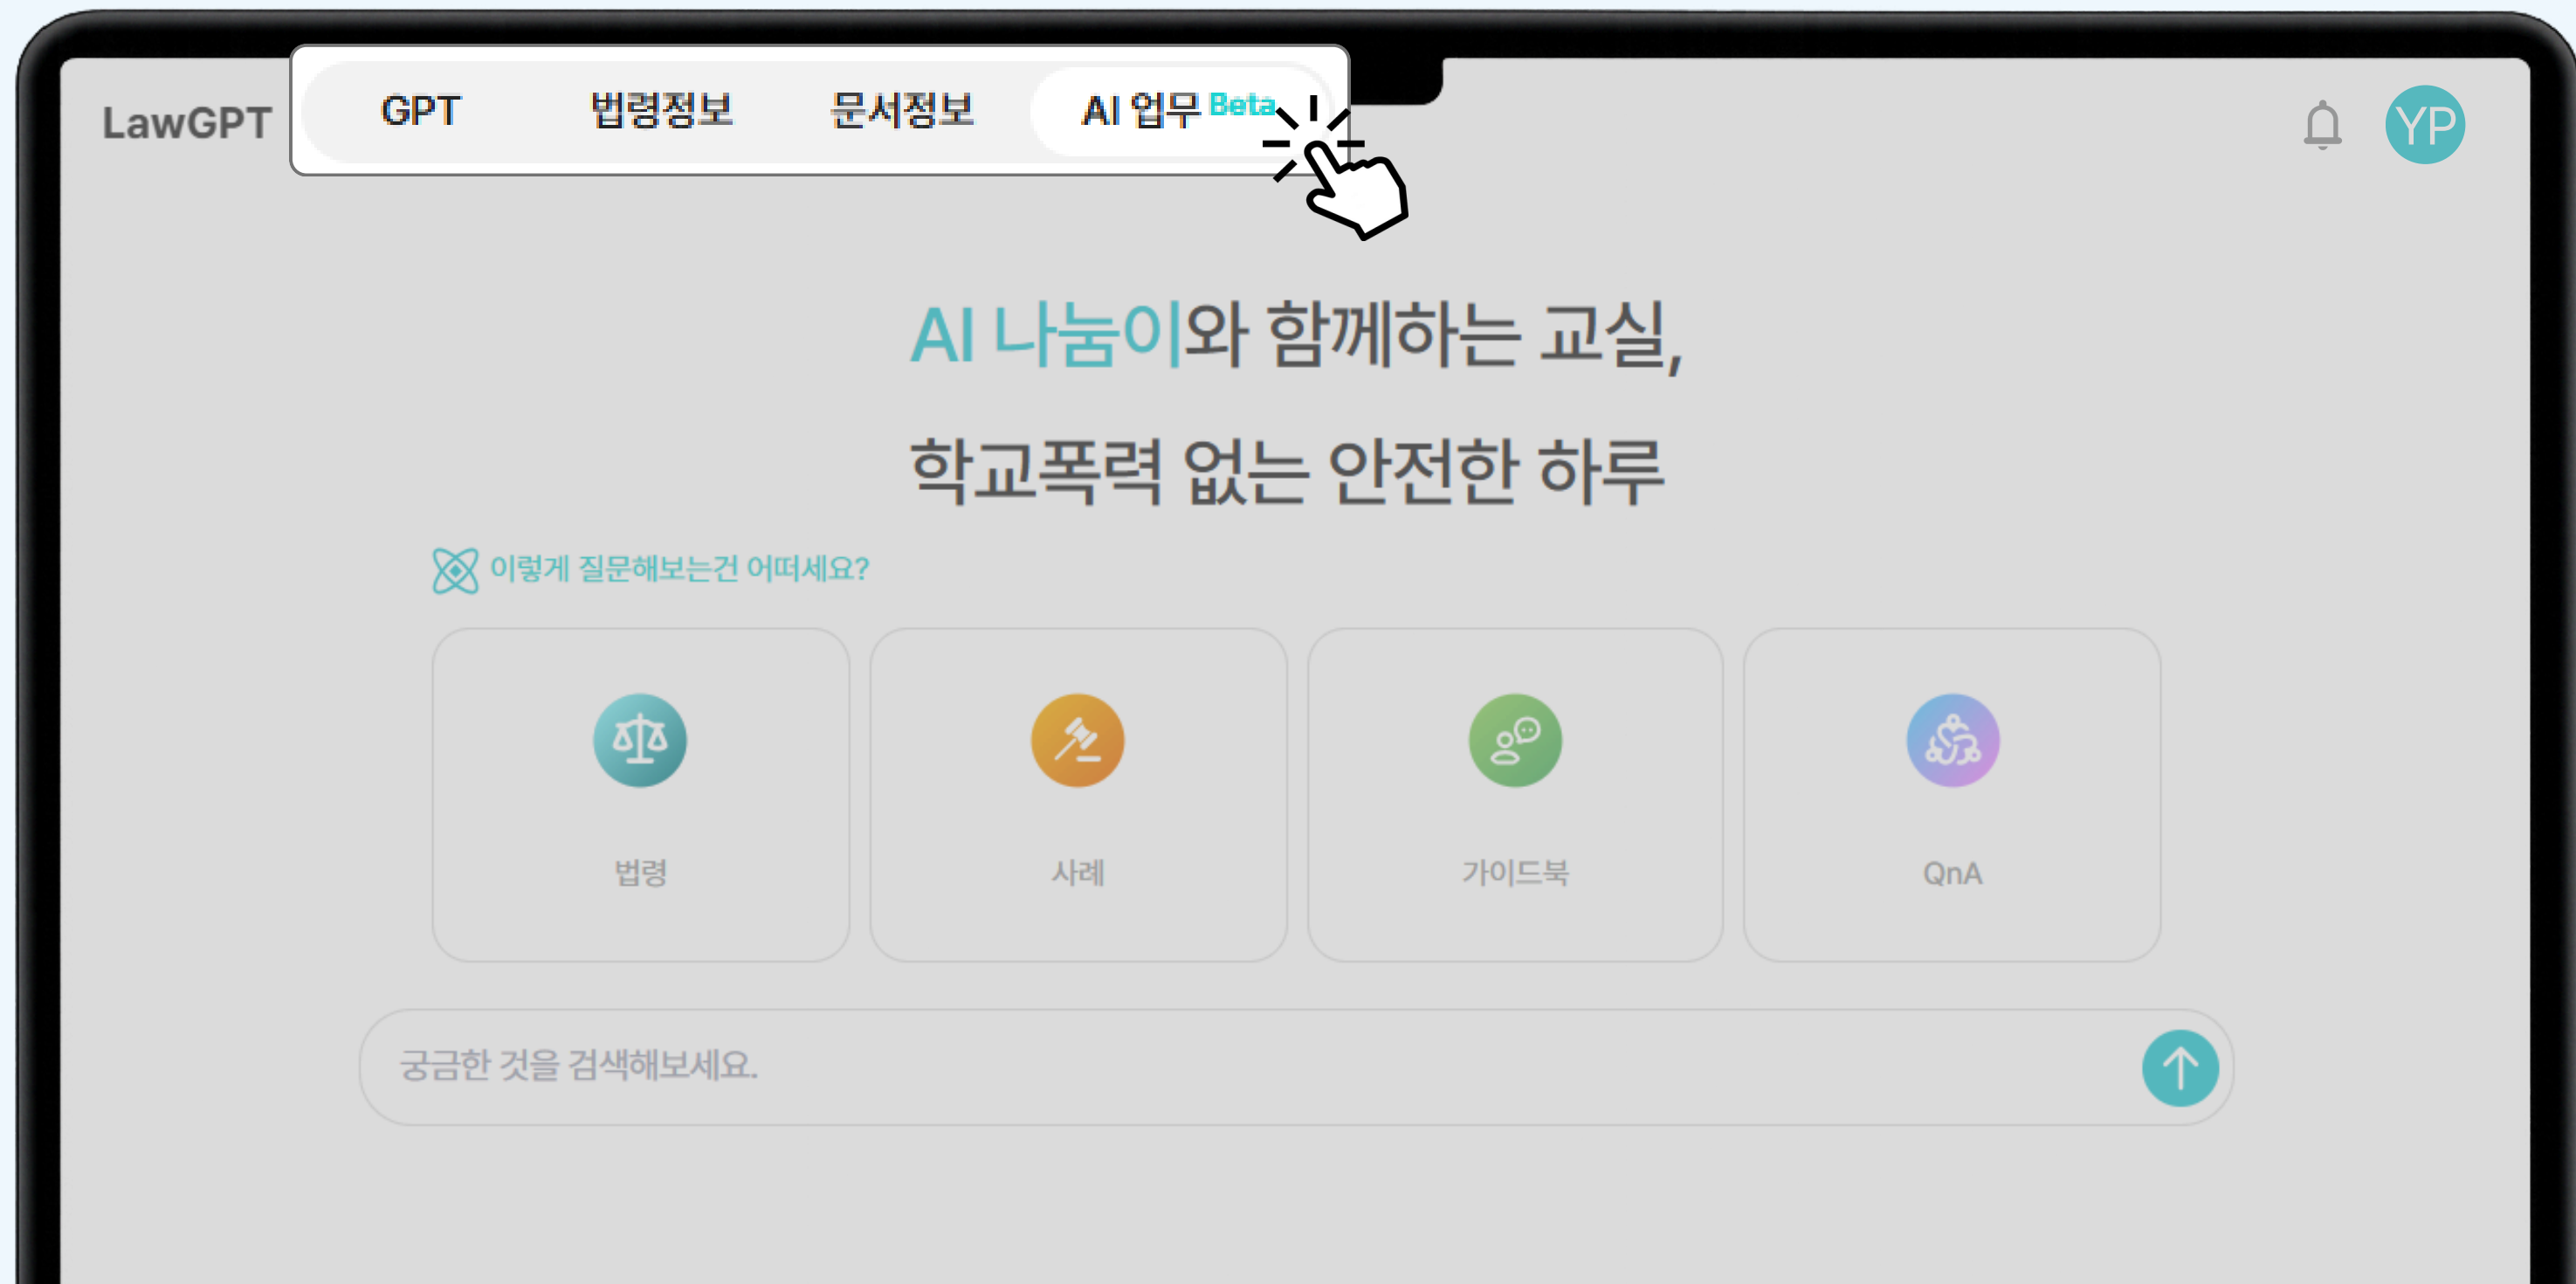 LawGPT GPT 법령정보 문서정보 AI 업무 Beta YP
AI 나눔이와 함께하는 교실,
학교폭력 없는 안전한 하루
이렇게 질문해보는건 어떠세요?
법령 사례 가이드북 QnA
궁금한 것을 검색해보세요.